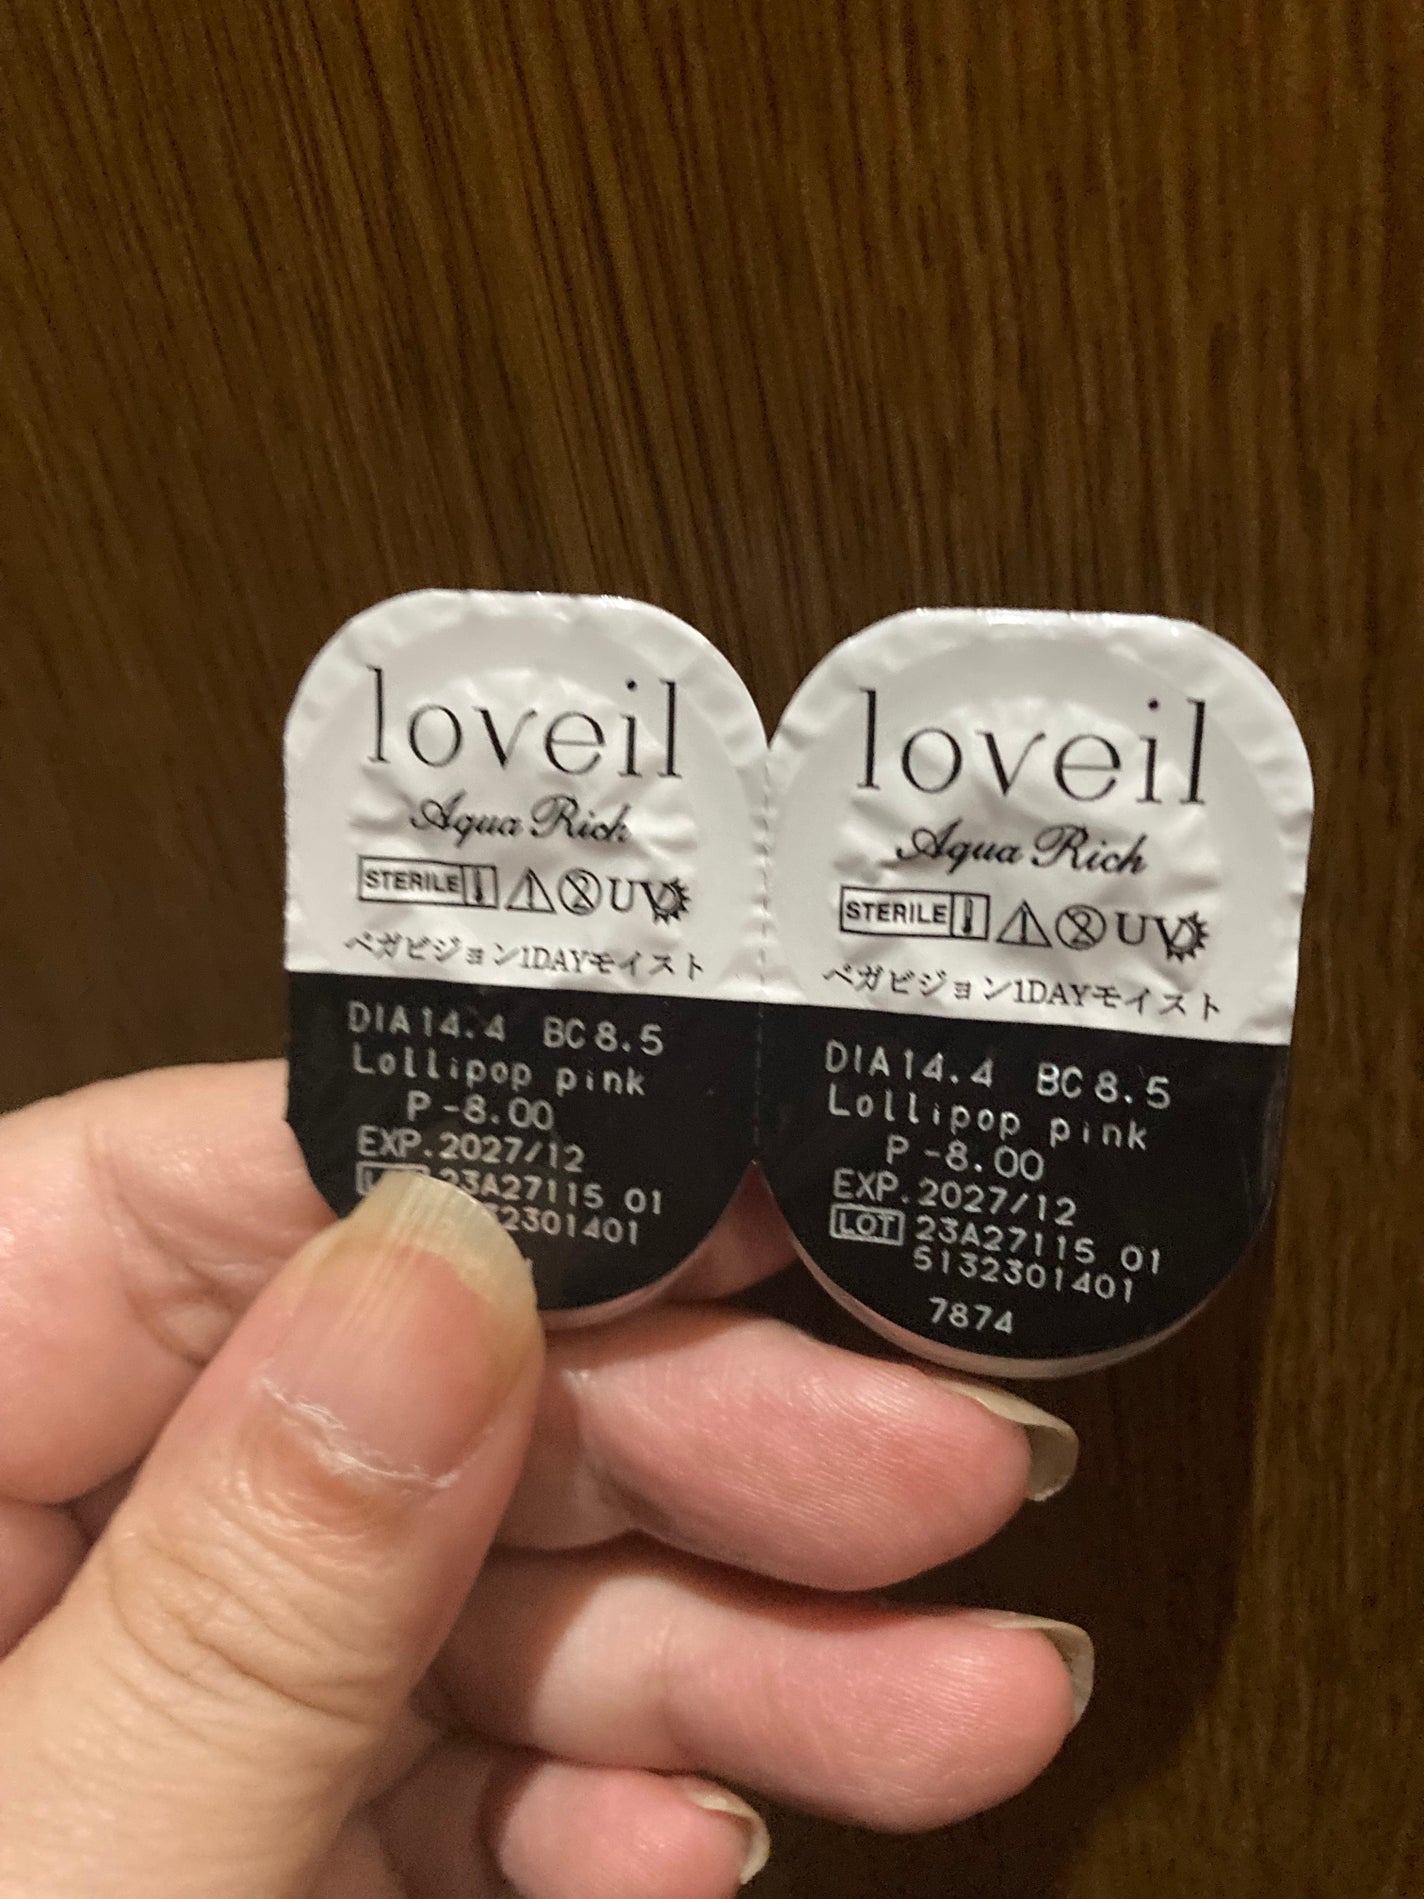 loveil
Aqua Rich
STERILE UV
ペガビジョン1DAYモイスト
DIA14.4 BC8.5
Lollipop pink
P -8.00
EXP.2027/12
23A27115 01
2301401
loveil
Aqua Rich
STERILE UV
ペガビジョン1DAYモイスト
DIA14.4 BC8.5
Lollipop pink
P -8.00
EXP.2027/12
LOT 23A27115 01
5132301401
7874